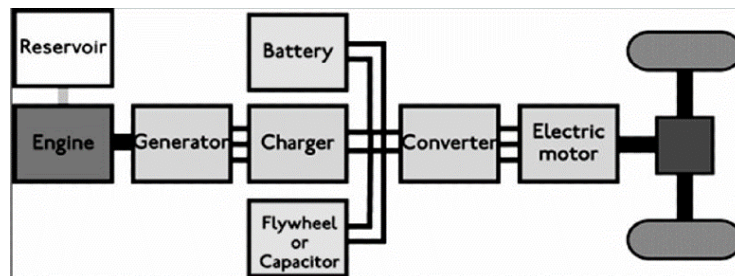 Reservoir
Battery
Engine
Generator
Charger
Converter
Electric
motor
Flywheel
or
Capacitor